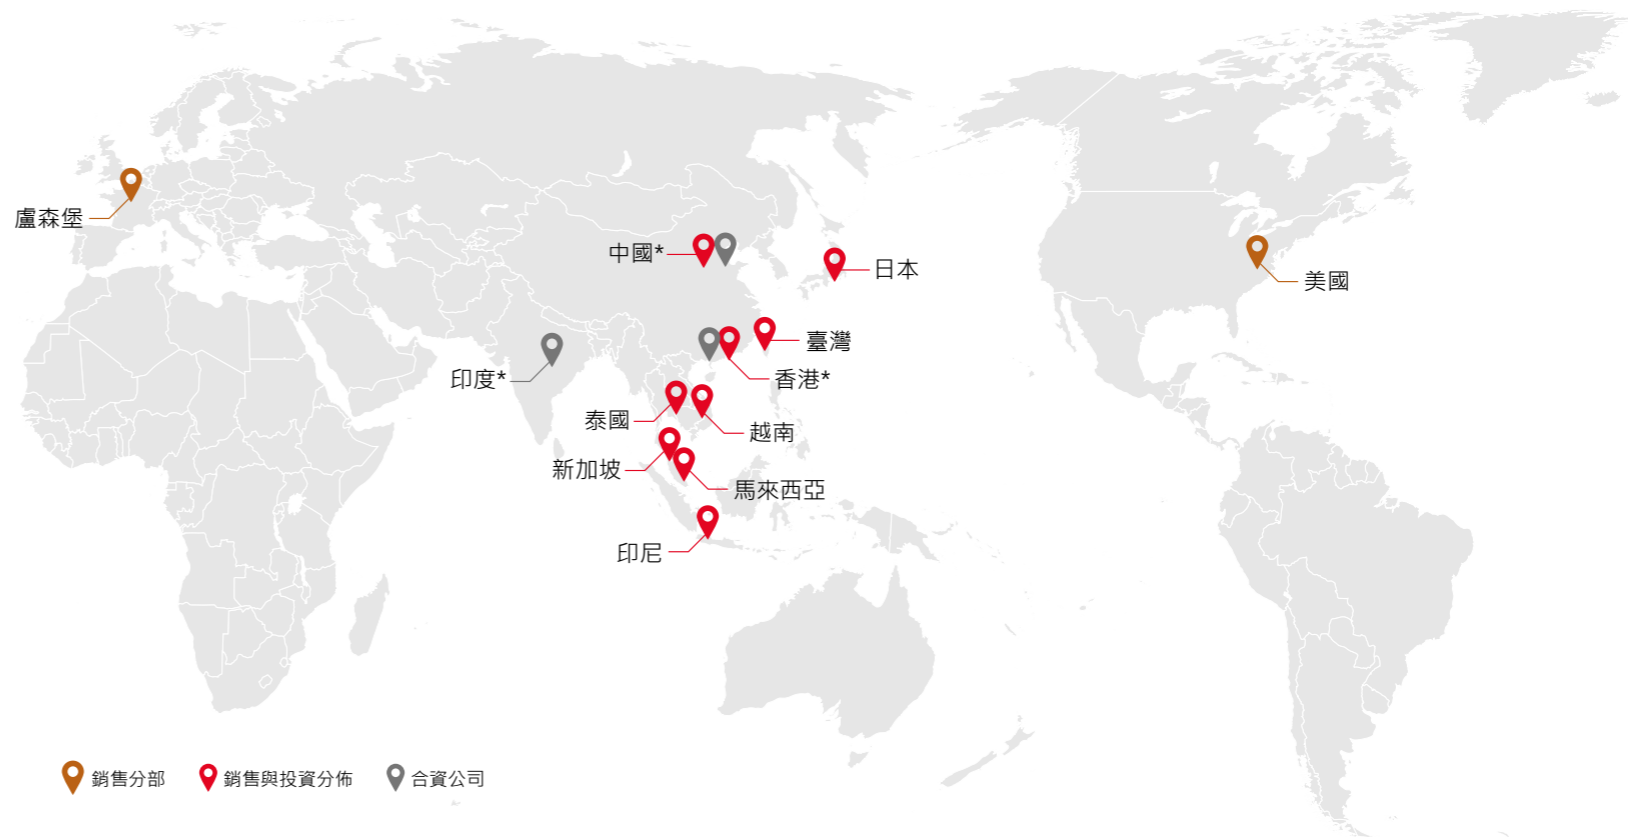 盧森堡
中國*
日本
美國
臺灣
印度*
香港*
泰國
越南
新加坡
馬來西亞
印尼
銷售分部
銷售與投資分佈
合資公司